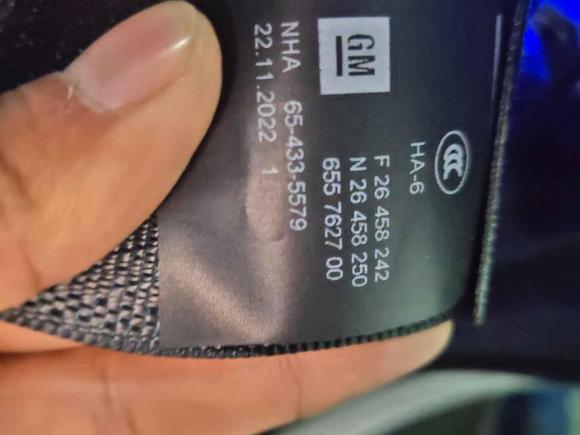 GM
CCC
HA-6
F 26 458 242
N 26 458 250
655 7627 00
NHA 65-433-5579
22.11.2022 1